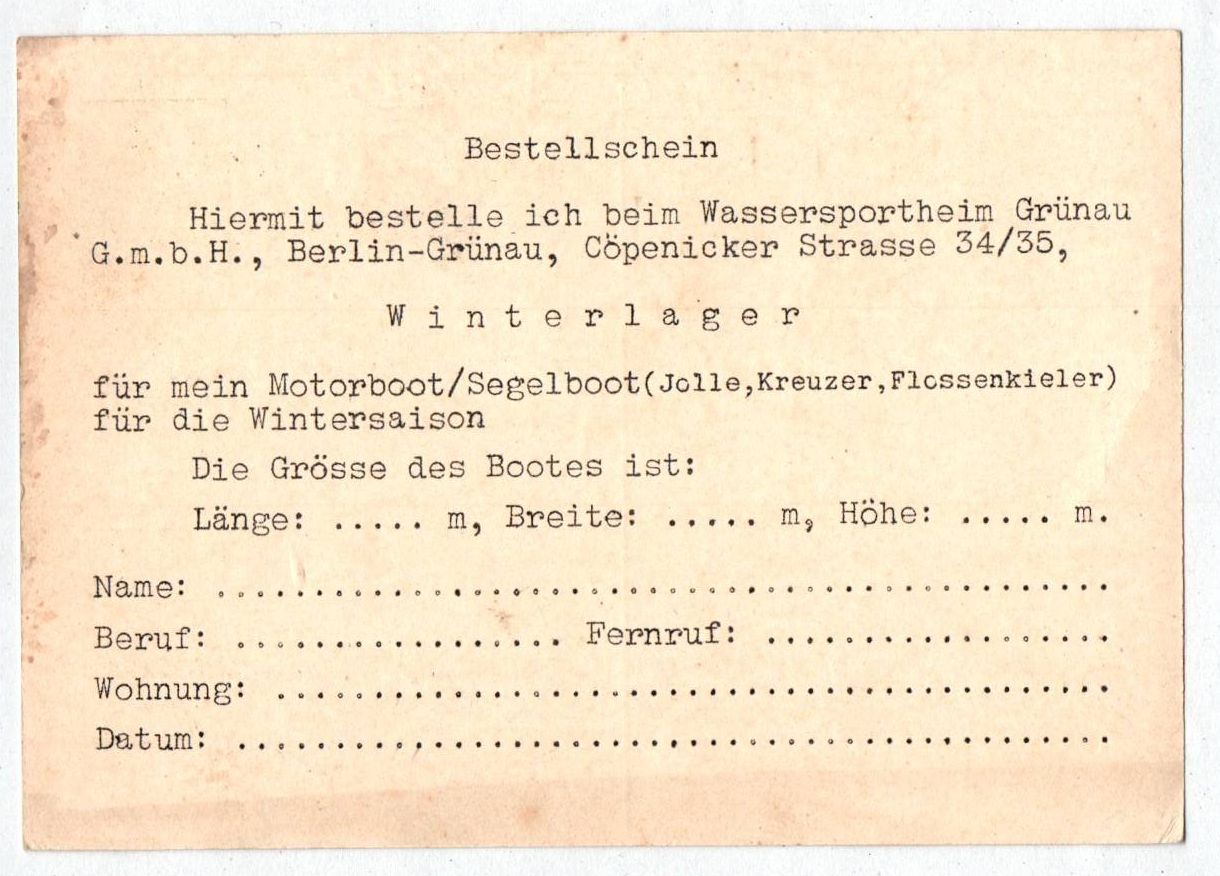 Bestellschein
Hiermit bestelle ich beim Wassersportheim Grünau
G.m.b.H., Berlin-Grünau, Cöpenicker Strasse 34/35,
W i n t e r l a g e r
für mein Motorboot/Segelboot(Jolle,Kreuzer,Flossenkieler)
für die Wintersaison
Die Grösse des Bootes ist:
Länge: ..... m, Breite: ..... m, Höhe: ..... m.
Name: ..............................................
Beruf: ................. Fernruf: ..................
Wohnung: ...........................................
Datum: .............................................